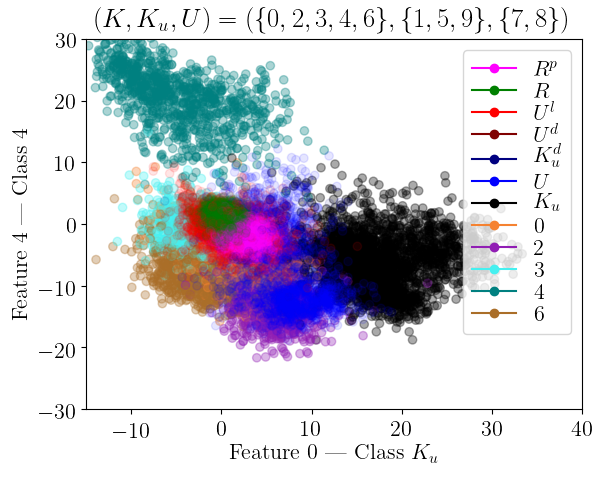 (K, K_u, U) = ({0, 2, 3, 4, 6}, {1, 5, 9}, {7, 8})
30
20
10
0
−10
−20
−30
Feature 4 — Class 4
−10 0 10 20 30 40
Feature 0 — Class K_u
R^p
R
U^l
U^d
K_u^d
U
K_u
0
2
3
4
6